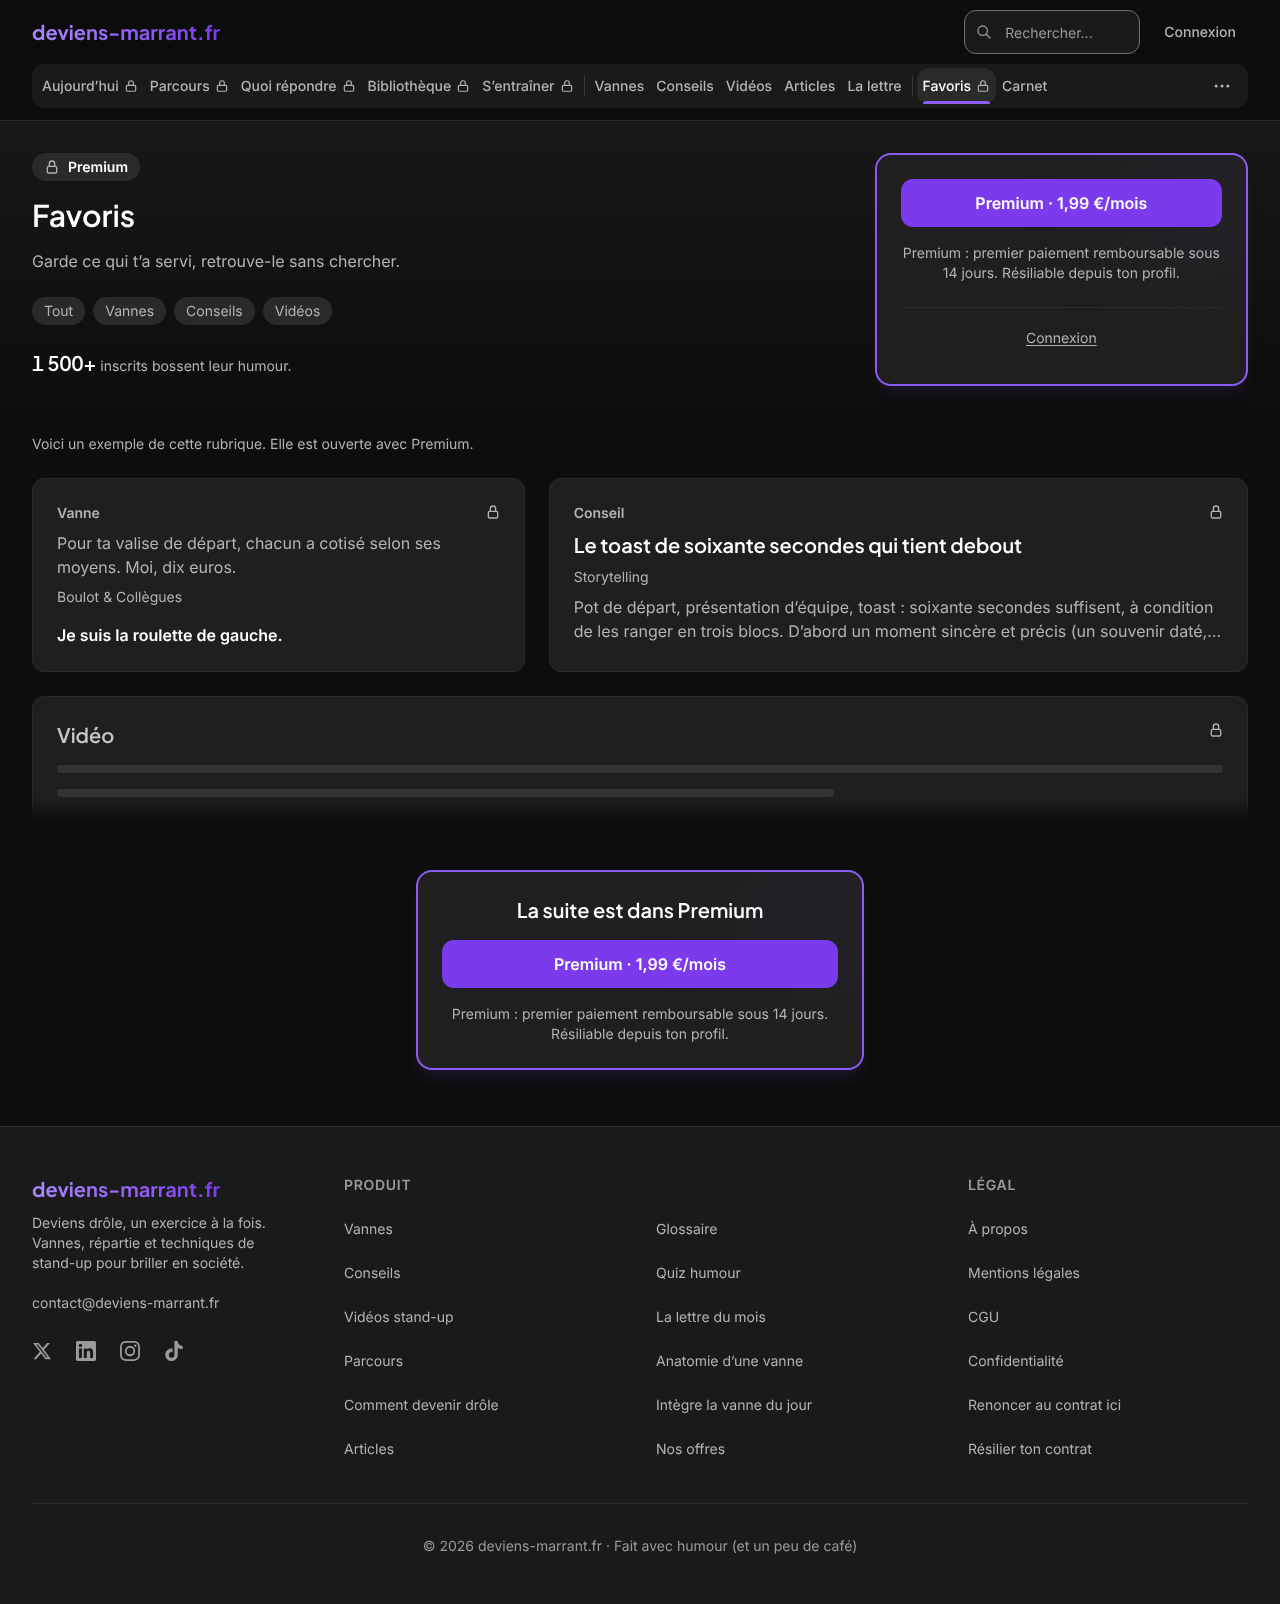 deviens-marrant.fr
Rechercher...
Connexion
Aujourd’hui Parcours Quoi répondre Bibliothèque S’entraîner Vannes Conseils Vidéos Articles La lettre Favoris Carnet
Premium
Favoris
Garde ce qui t’a servi, retrouve-le sans chercher.
Tout Vannes Conseils Vidéos
1 500+ inscrits bossent leur humour.
Premium · 1,99 €/mois
Premium : premier paiement remboursable sous
14 jours. Résiliable depuis ton profil.
Connexion
Voici un exemple de cette rubrique. Elle est ouverte avec Premium.
Vanne
Pour ta valise de départ, chacun a cotisé selon ses
moyens. Moi, dix euros.
Boulot & Collègues
Je suis la roulette de gauche.
Conseil
Le toast de soixante secondes qui tient debout
Storytelling
Pot de départ, présentation d’équipe, toast : soixante secondes suffisent, à condition
de les ranger en trois blocs. D’abord un moment sincère et précis (un souvenir daté,...
Vidéo
La suite est dans Premium
Premium · 1,99 €/mois
Premium : premier paiement remboursable sous 14 jours.
Résiliable depuis ton profil.
deviens-marrant.fr
Deviens drôle, un exercice à la fois.
Vannes, répartie et techniques de
stand-up pour briller en société.
contact@deviens-marrant.fr
PRODUIT
Vannes
Conseils
Vidéos stand-up
Parcours
Comment devenir drôle
Articles
Glossaire
Quiz humour
La lettre du mois
Anatomie d’une vanne
Intègre la vanne du jour
Nos offres
LÉGAL
À propos
Mentions légales
CGU
Confidentialité
Renoncer au contrat ici
Résilier ton contrat
© 2026 deviens-marrant.fr · Fait avec humour (et un peu de café)